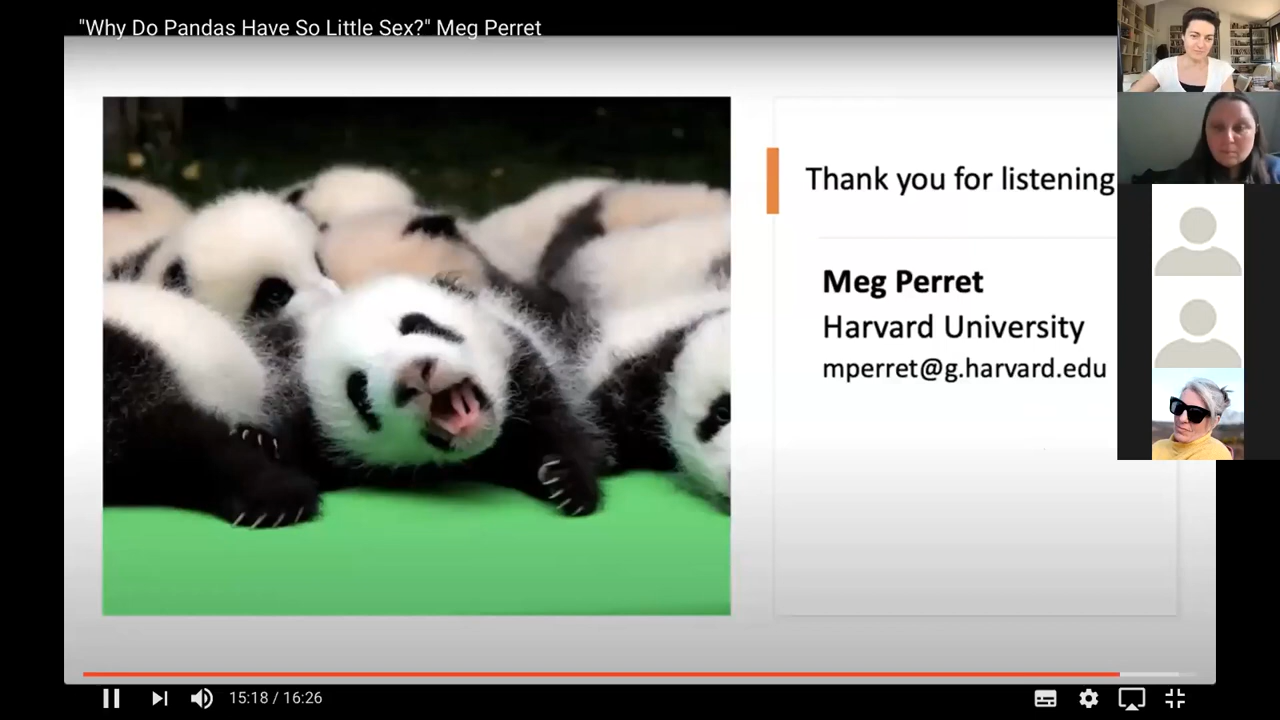 "Why Do Pandas Have So Little Sex?" Meg Perret
Thank you for listening
Meg Perret
Harvard University
mperret@g.harvard.edu
15:18 / 16:26